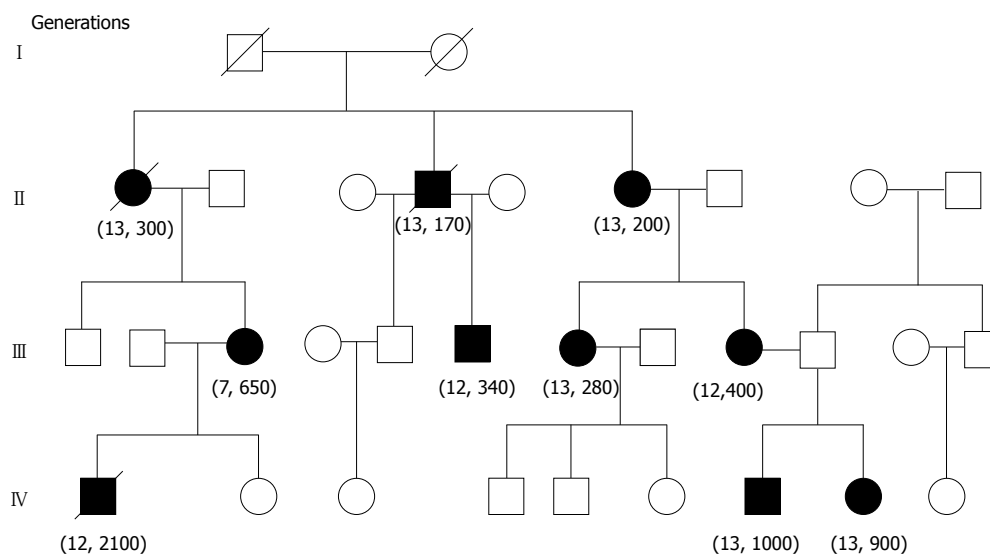 Generations
I
II
(13, 300)
(13, 170)
(13, 200)
III
(7, 650)
(12, 340)
(13, 280)
(12,400)
IV
(12, 2100)
(13, 1000)
(13, 900)